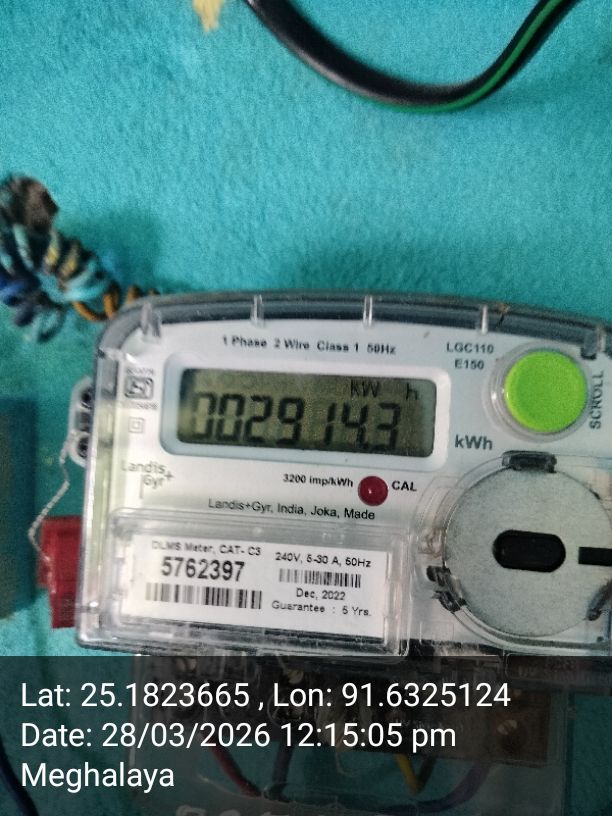 1 Phase 2 Wire Class 1 50Hz
LGC110
E150
SCROLL
kW h
002914.3
kWh
Landis+
Gyr+
3200 imp/kWh
CAL
Landis+Gyr, India, Joka, Made
DLMS Meter, CAT- C3
5762397
240V, 5-30 A, 50Hz
Dec, 2022
Guarantee : 5 Yrs.
Lat: 25.1823665 , Lon: 91.6325124
Date: 28/03/2026 12:15:05 pm
Meghalaya